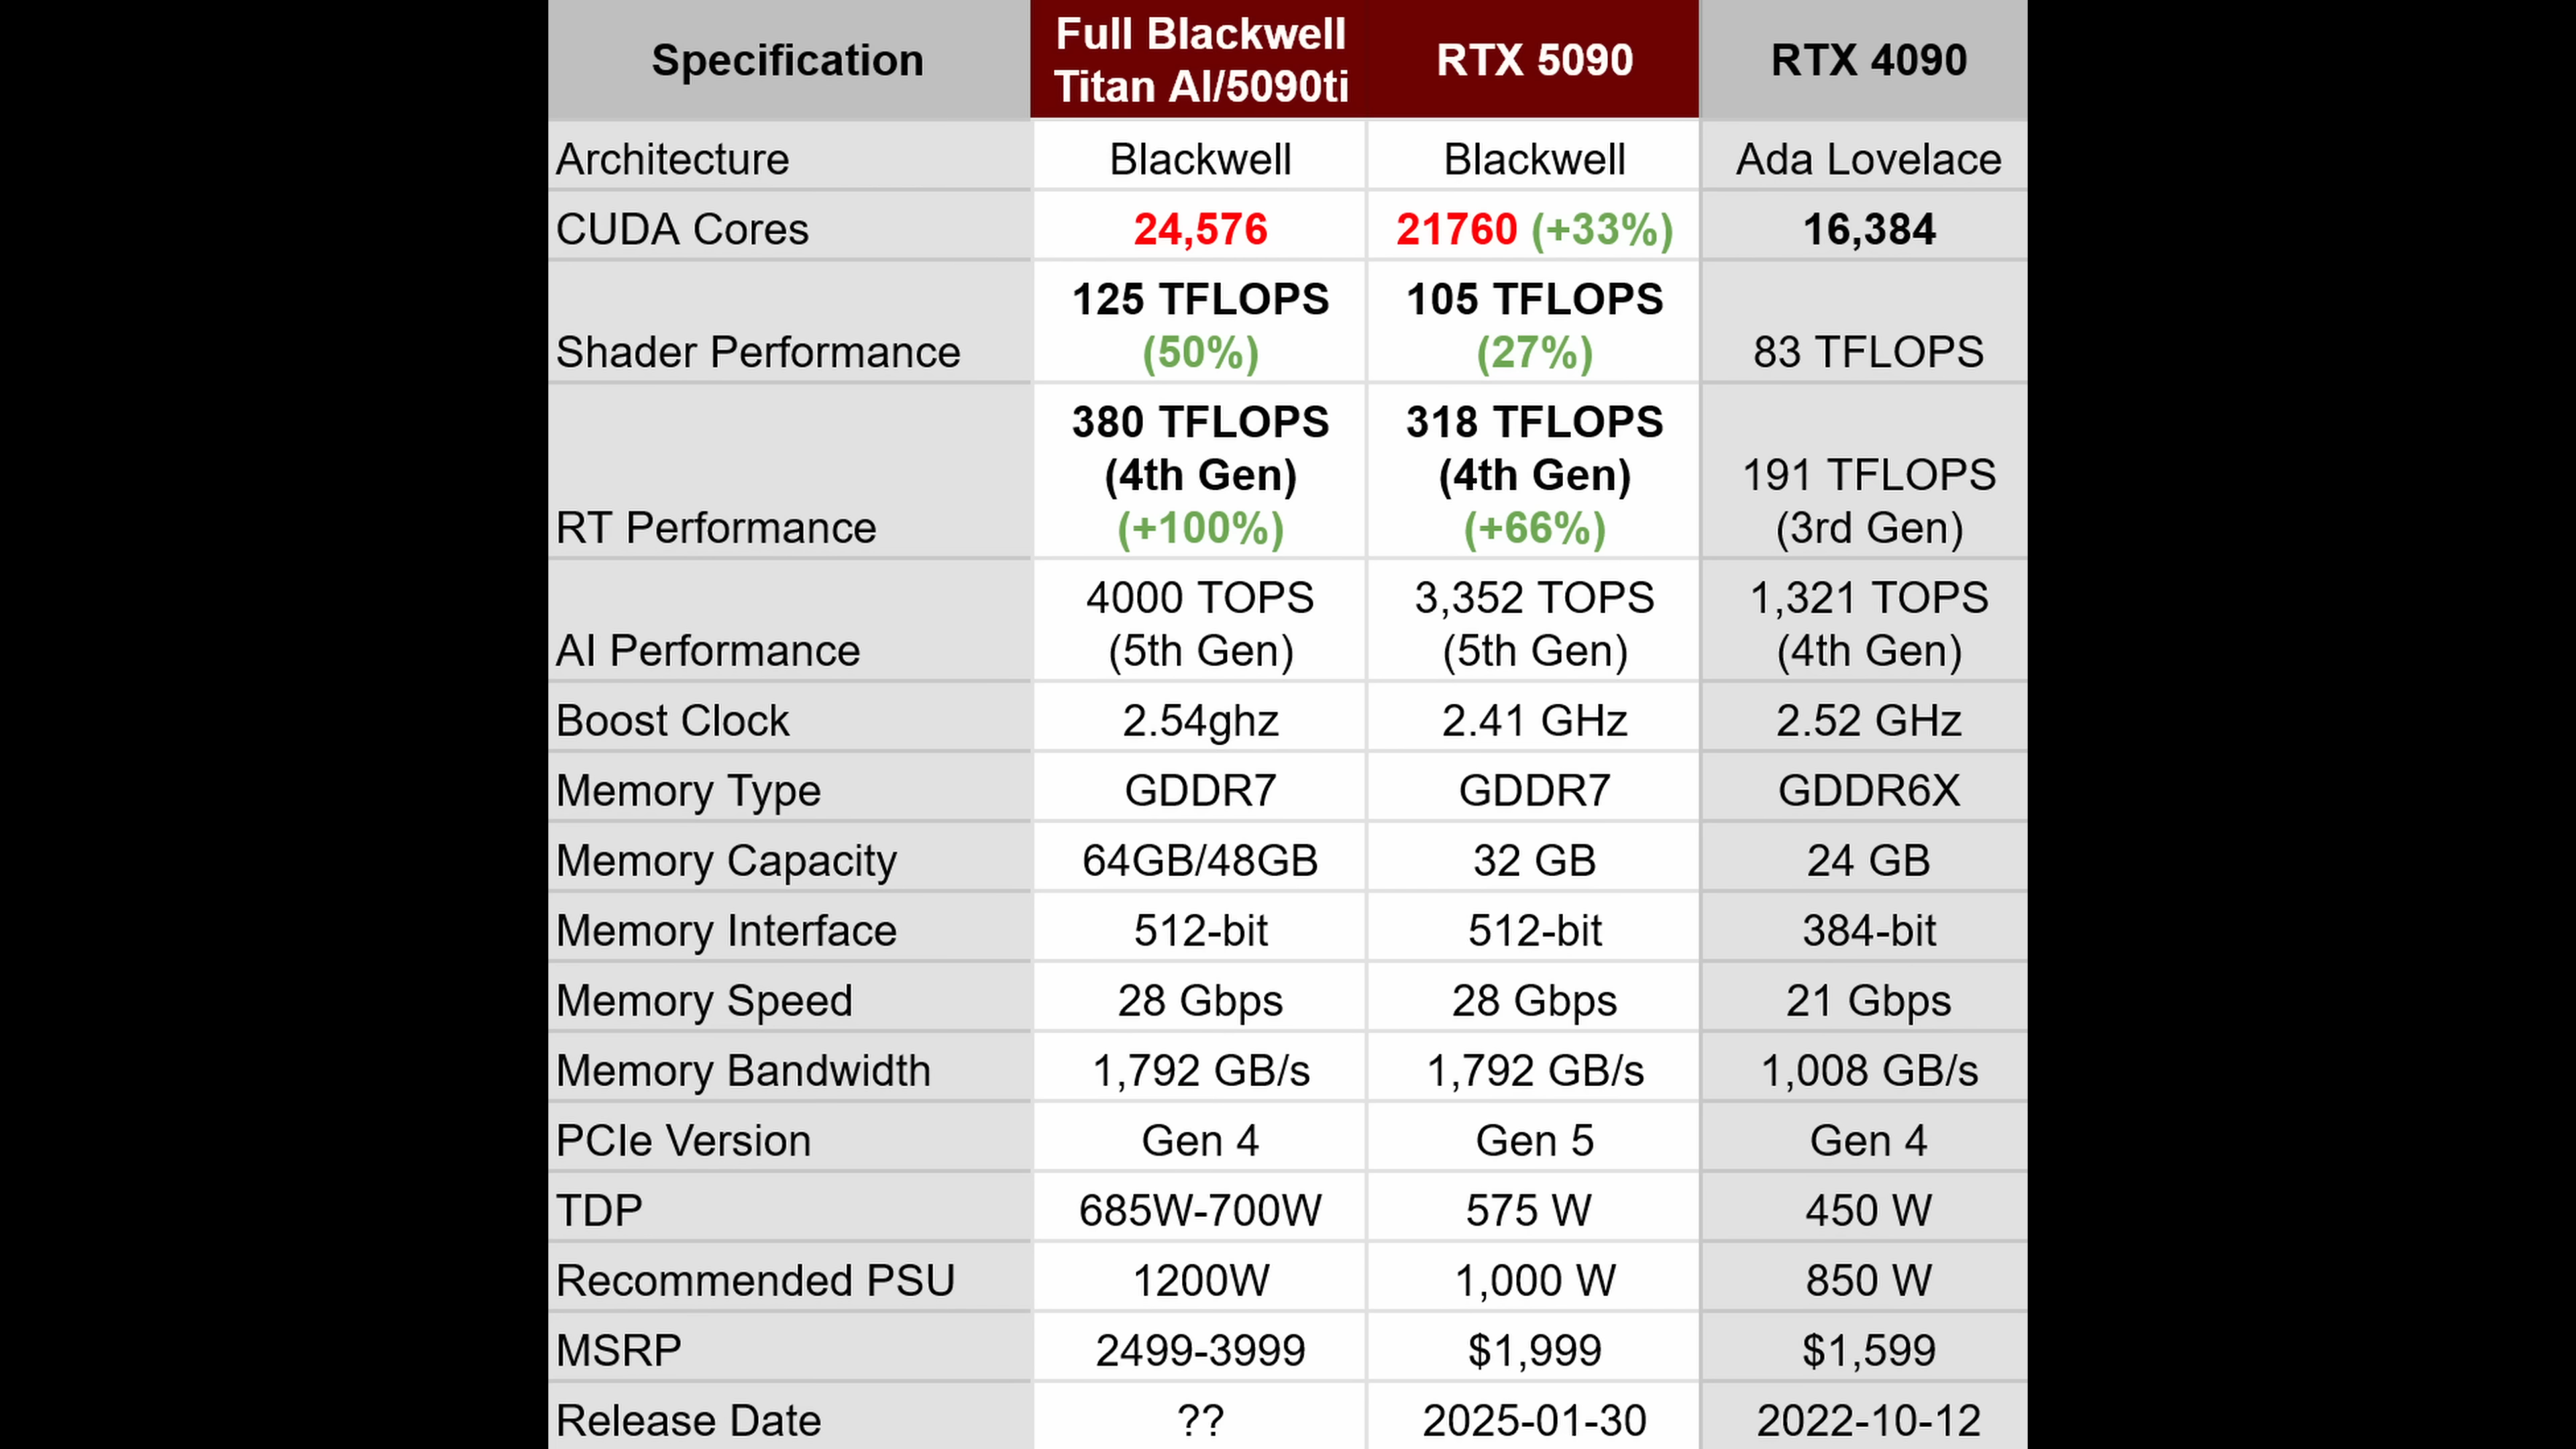 Specification Full Blackwell Titan AI/5090ti RTX 5090 RTX 4090
Architecture Blackwell Blackwell Ada Lovelace
CUDA Cores 24,576 21760 (+33%) 16,384
Shader Performance 125 TFLOPS (50%) 105 TFLOPS (27%) 83 TFLOPS
RT Performance 380 TFLOPS (4th Gen) (+100%) 318 TFLOPS (4th Gen) (+66%) 191 TFLOPS (3rd Gen)
AI Performance 4000 TOPS (5th Gen) 3,352 TOPS (5th Gen) 1,321 TOPS (4th Gen)
Boost Clock 2.54ghz 2.41 GHz 2.52 GHz
Memory Type GDDR7 GDDR7 GDDR6X
Memory Capacity 64GB/48GB 32 GB 24 GB
Memory Interface 512-bit 512-bit 384-bit
Memory Speed 28 Gbps 28 Gbps 21 Gbps
Memory Bandwidth 1,792 GB/s 1,792 GB/s 1,008 GB/s
PCIe Version Gen 4 Gen 5 Gen 4
TDP 685W-700W 575 W 450 W
Recommended PSU 1200W 1,000 W 850 W
MSRP 2499-3999 $1,999 $1,599
Release Date ?? 2025-01-30 2022-10-12